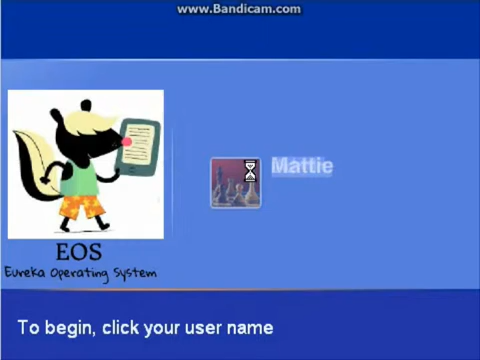 www.Bandicam.com
Mattie
EOS
Eureka Operating System
To begin, click your user name